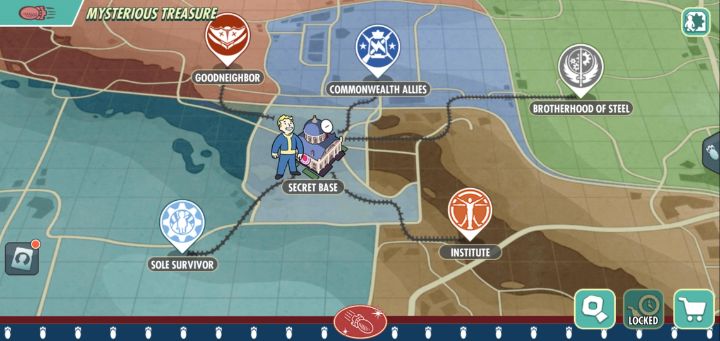 MYSTERIOUS TREASURE
GOODNEIGHBOR
COMMONWEALTH ALLIES
BROTHERHOOD OF STEEL
SECRET BASE
SOLE SURVIVOR
INSTITUTE
LOCKED